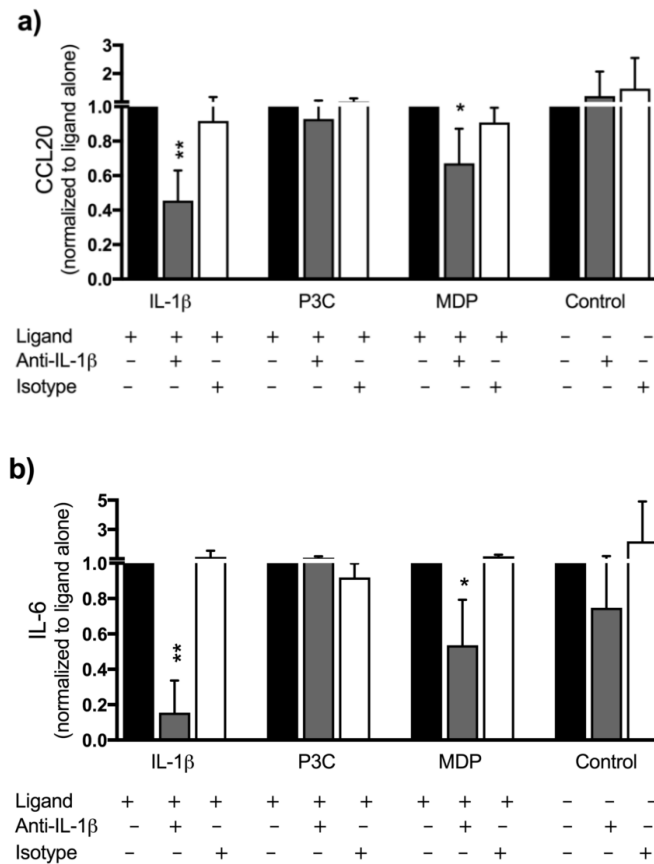 a)
CCL20
(normalized to ligand alone)
3
2
1.0
0.8
0.6
0.4
0.2
0.0
**
*
IL-1β P3C MDP Control
Ligand + + + + + + + + + – – –
Anti-IL-1β – + – – + – – + – – + –
Isotype – – + – – + – – + – – +
b)
IL-6
(normalized to ligand alone)
5
3
1.0
0.8
0.6
0.4
0.2
0.0
**
*
IL-1β P3C MDP Control
Ligand + + + + + + + + + – – –
Anti-IL-1β – + – – + – – + – – + –
Isotype – – + – – + – – + – – +